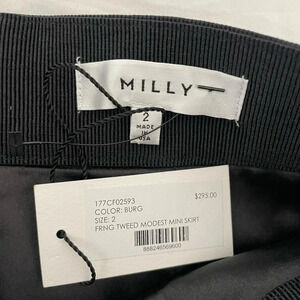 MILLY
2
MADE
IN
USA
177CF02593 $295.00
COLOR: BURG
SIZE: 2
FRNG TWEED MODEST MINI SKIRT
888246569600